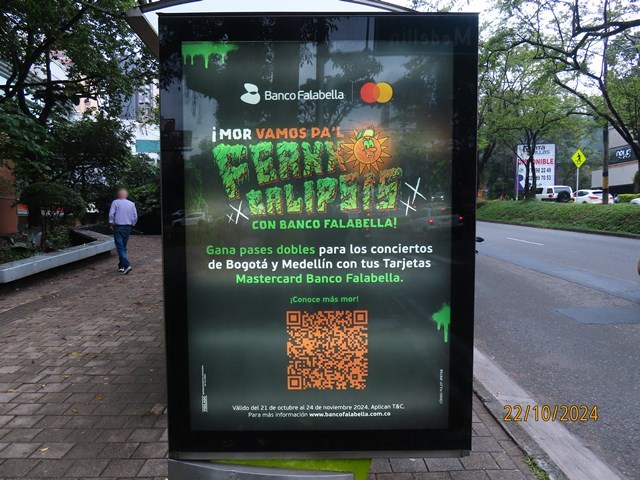 Banco Falabella
¡MOR VAMOS PA'L
FERXXO
CALIPSIS
CON BANCO FALABELLA!
Gana pases dobles para los conciertos
de Bogotá y Medellín con tus Tarjetas
Mastercard Banco Falabella.
¡Conoce más mor!
Válido del 21 de octubre al 24 de noviembre 2024, Aplican T&C.
Para más información www.bancofalabella.com.co
DISPONIBLE
22/10/2024